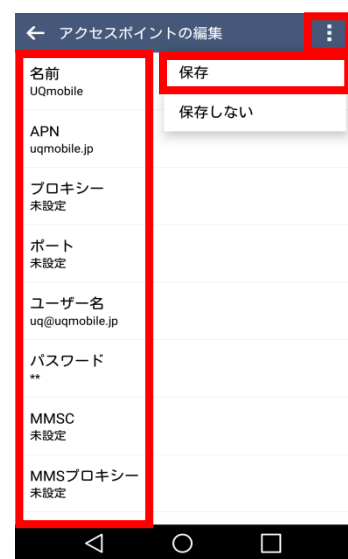 アクセスポイントの編集
保存
保存しない
名前
UQmobile
APN
uqmobile.jp
プロキシー
未設定
ポート
未設定
ユーザー名
uq@uqmobile.jp
パスワード
**
MMSC
未設定
MMSプロキシー
未設定